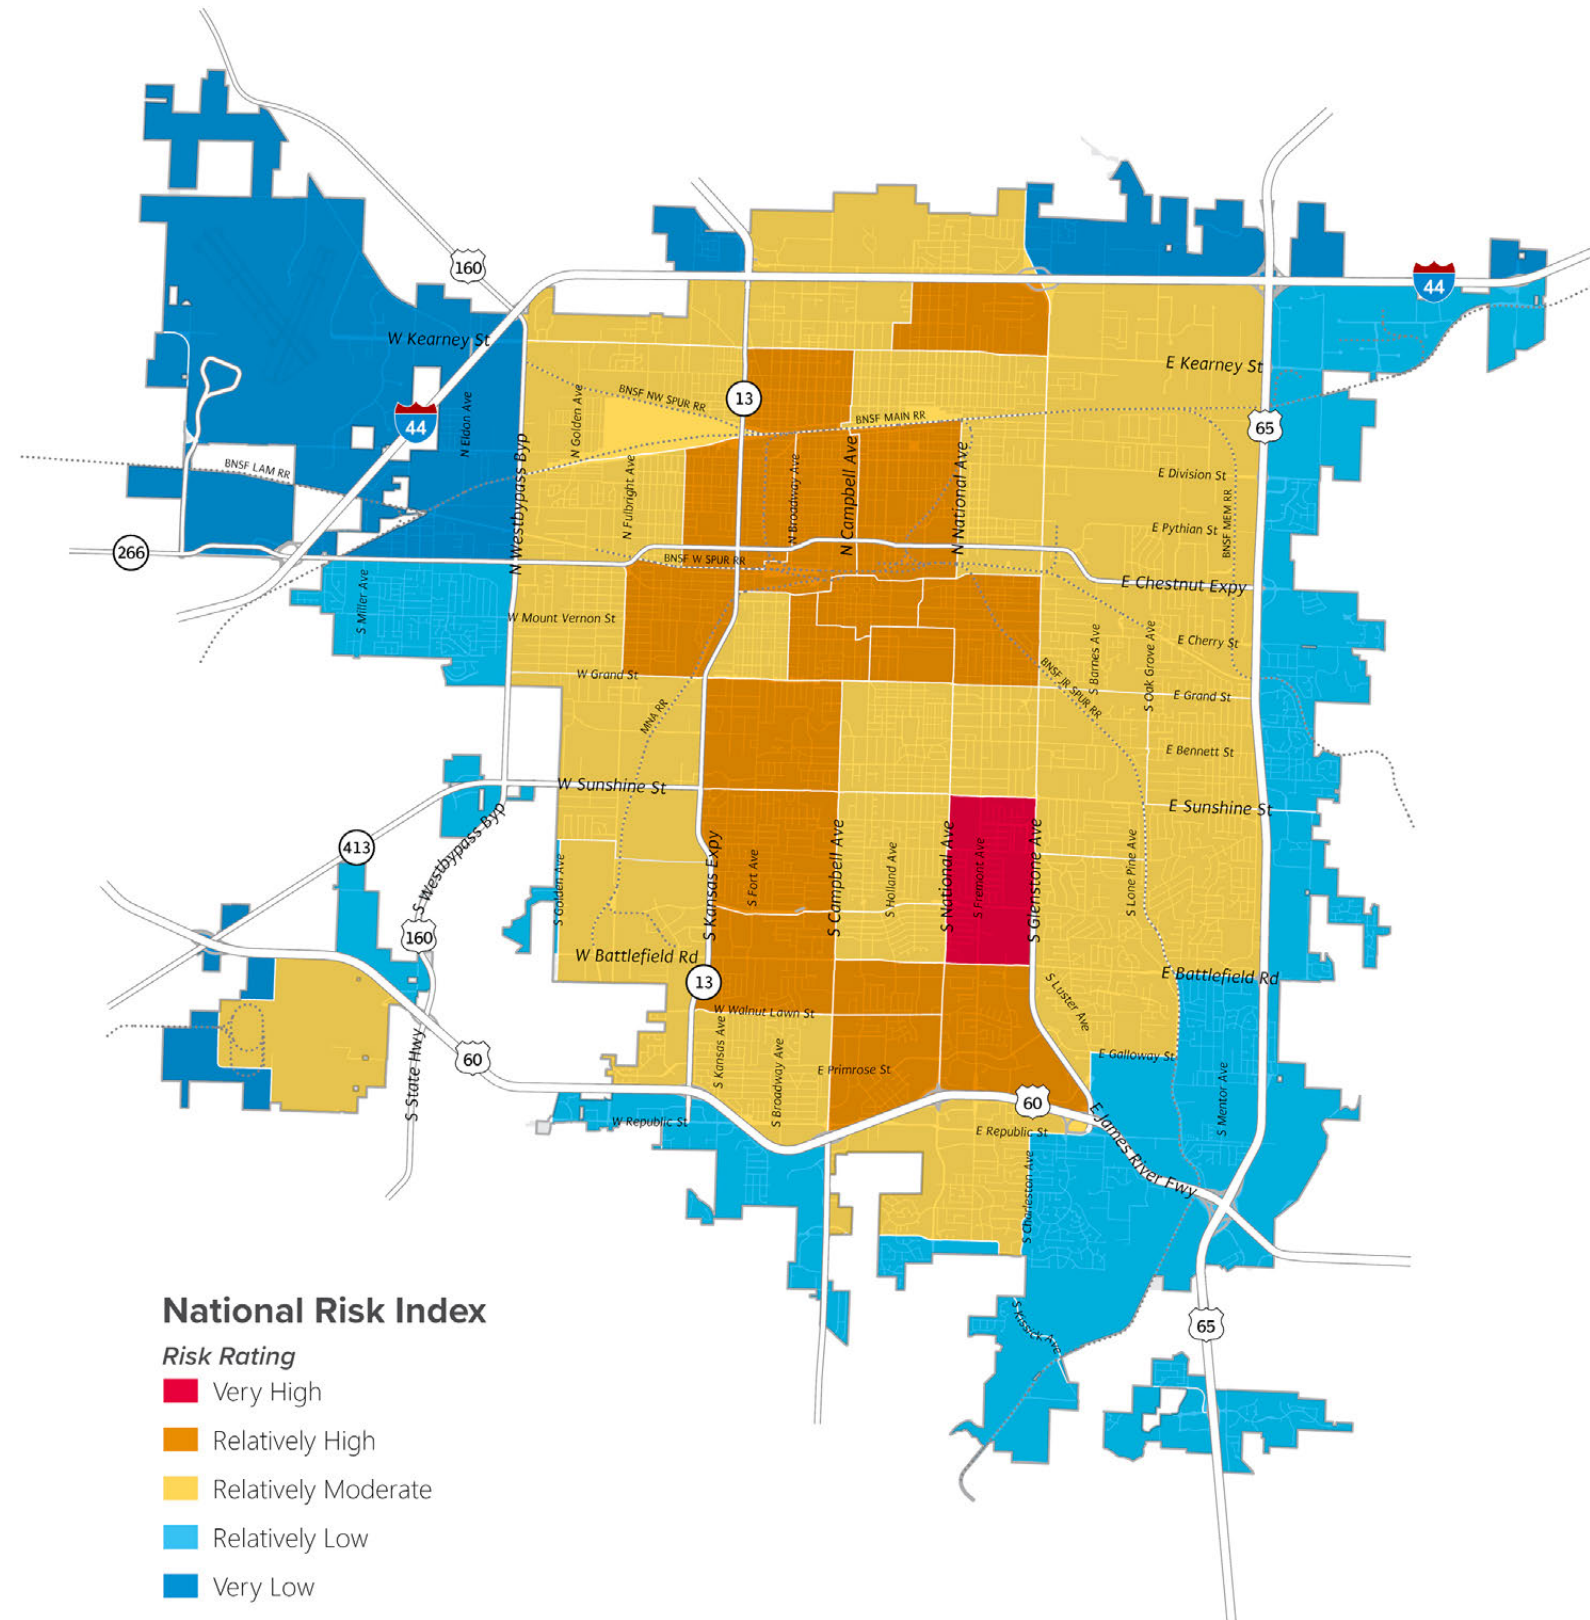 160
44
W Kearney St
E Kearney St
BNSF NW SPUR RR
13
BNSF MAIN RR
N Golden Ave
N Eldon Ave
44
65
N Westbypass Byp
N Fulbright Ave
N Broadway Ave
N Campbell Ave
N National Ave
BNSF LAM RR
E Division St
BNSF MEM RR
E Pythian St
266
BNSF W SPUR RR
E Chestnut Expy
S Miller Ave
W Mount Vernon St
S Barnes Ave
S Oak Grove Ave
E Cherry St
W Grand St
BNSF JR SPUR RR
E Grand St
MNA RR
E Bennett St
W Sunshine St
E Sunshine St
413
S Westbypass Byp
S Golden Ave
S Kansas Expy
S Fort Ave
S Campbell Ave
S Holland Ave
S National Ave
S Fremont Ave
S Glenstone Ave
S Lone Pine Ave
160
W Battlefield Rd
E Battlefield Rd
13
S Luster Ave
W Walnut Lawn St
S State Hwy
60
S Kansas Ave
S Broadway Ave
E Primrose St
E Galloway St
S Mentor Ave
60
W Republic St
E Republic St
E James River Fwy
S Charleston Ave
S Kissick Ave
65
National Risk Index
Risk Rating
Very High
Relatively High
Relatively Moderate
Relatively Low
Very Low